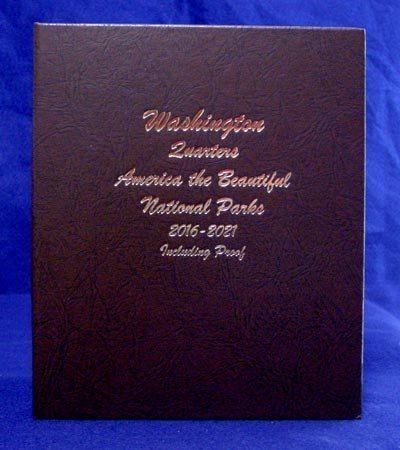 Washington
Quarters
America the Beautiful
National Parks
2016-2021
Including Proof